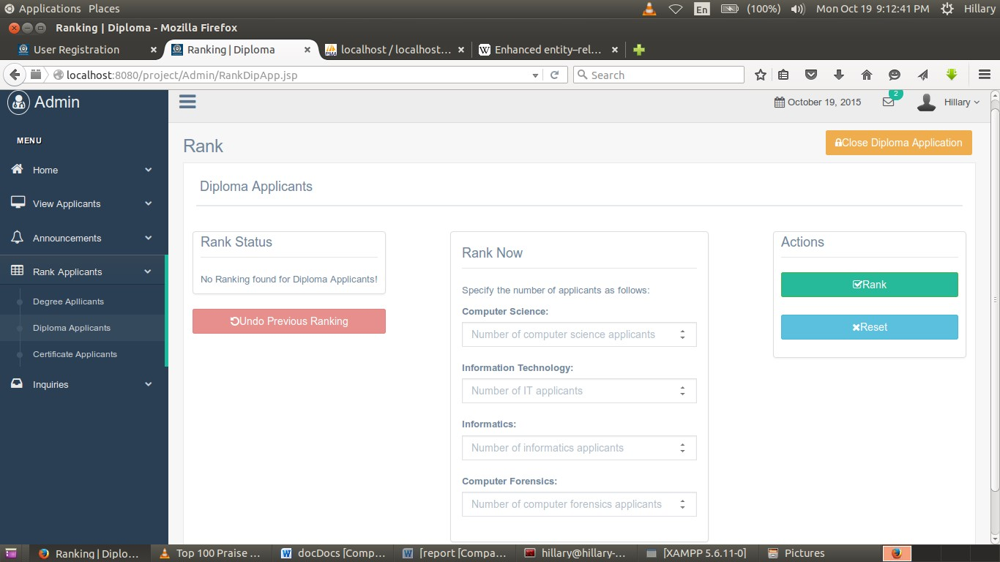 Applications Places
En (100%) Mon Oct 19 9:12:41 PM Hillary
Ranking | Diploma - Mozilla Firefox
User Registration
Ranking | Diploma
localhost / localhost...
PMA
W Enhanced entity–rel...
localhost:8080/project/Admin/RankDipApp.jsp
Search
Admin
October 19, 2015
2
Hillary
MENU
Home
View Applicants
Announcements
Rank Applicants
Degree Apllicants
Diploma Applicants
Certificate Applicants
Inquiries
Rank
Close Diploma Application
Diploma Applicants
Rank Status
No Ranking found for Diploma Applicants!
Undo Previous Ranking
Rank Now
Specify the number of applicants as follows:
Computer Science:
Number of computer science applicants
Information Technology:
Number of IT applicants
Informatics:
Number of informatics applicants
Computer Forensics:
Number of computer forensics applicants
Actions
Rank
Reset
Ranking | Diplo...
Top 100 Praise ...
W docDocs [Comp...
W [report [Compa...
hillary@hillary-...
[XAMPP 5.6.11-0]
Pictures